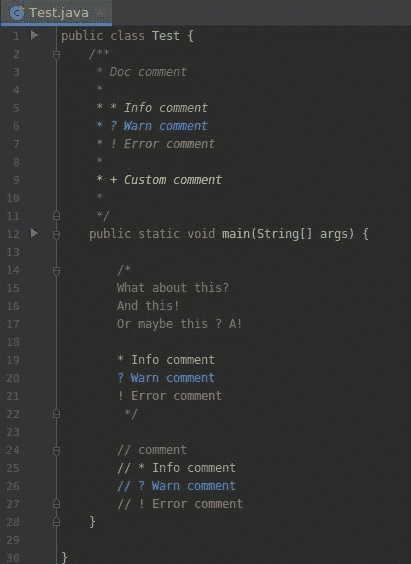 Test.java
1 public class Test {
2 /**
3 * Doc comment
4 *
5 * * Info comment
6 * ? Warn comment
7 * ! Error comment
8 *
9 * + Custom comment
10 *
11 */
12 public static void main(String[] args) {
13
14 /*
15 What about this?
16 And this!
17 Or maybe this ? A!
18
19 * Info comment
20 ? Warn comment
21 ! Error comment
22 */
23
24 // comment
25 // * Info comment
26 // ? Warn comment
27 // ! Error comment
28 }
29
30 }